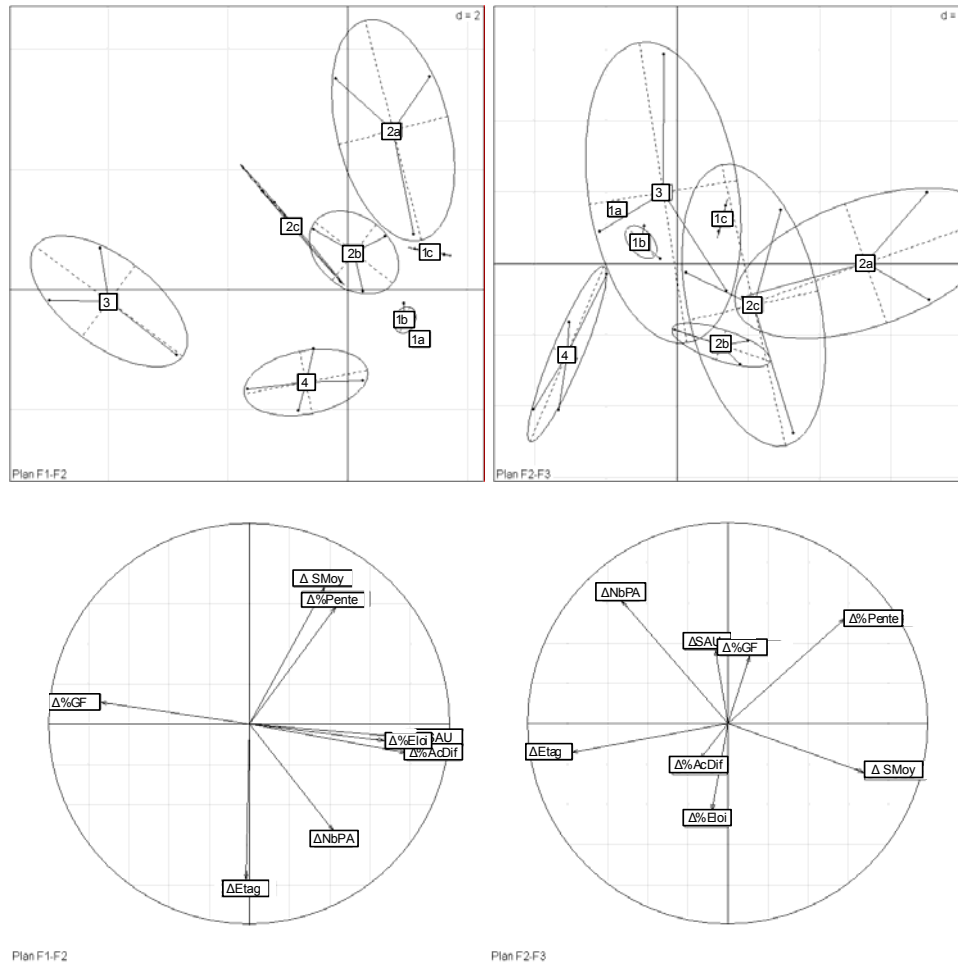 d = 2
2a
2c
2b
1c
3
1b
1a
4
Plan F1-F2
d =
3
1a
1c
1b
2a
2c
2b
4
Plan F2-F3
Δ SMoy
Δ%Pente
Δ%GF
Δ%Eloi
Δ%AcDif
ΔNbPA
ΔEtag
Plan F1-F2
ΔNbPA
Δ%Pente
ΔSAU
Δ%GF
ΔEtag
Δ%AcDif
Δ SMoy
Δ%Eloi
Plan F2-F3